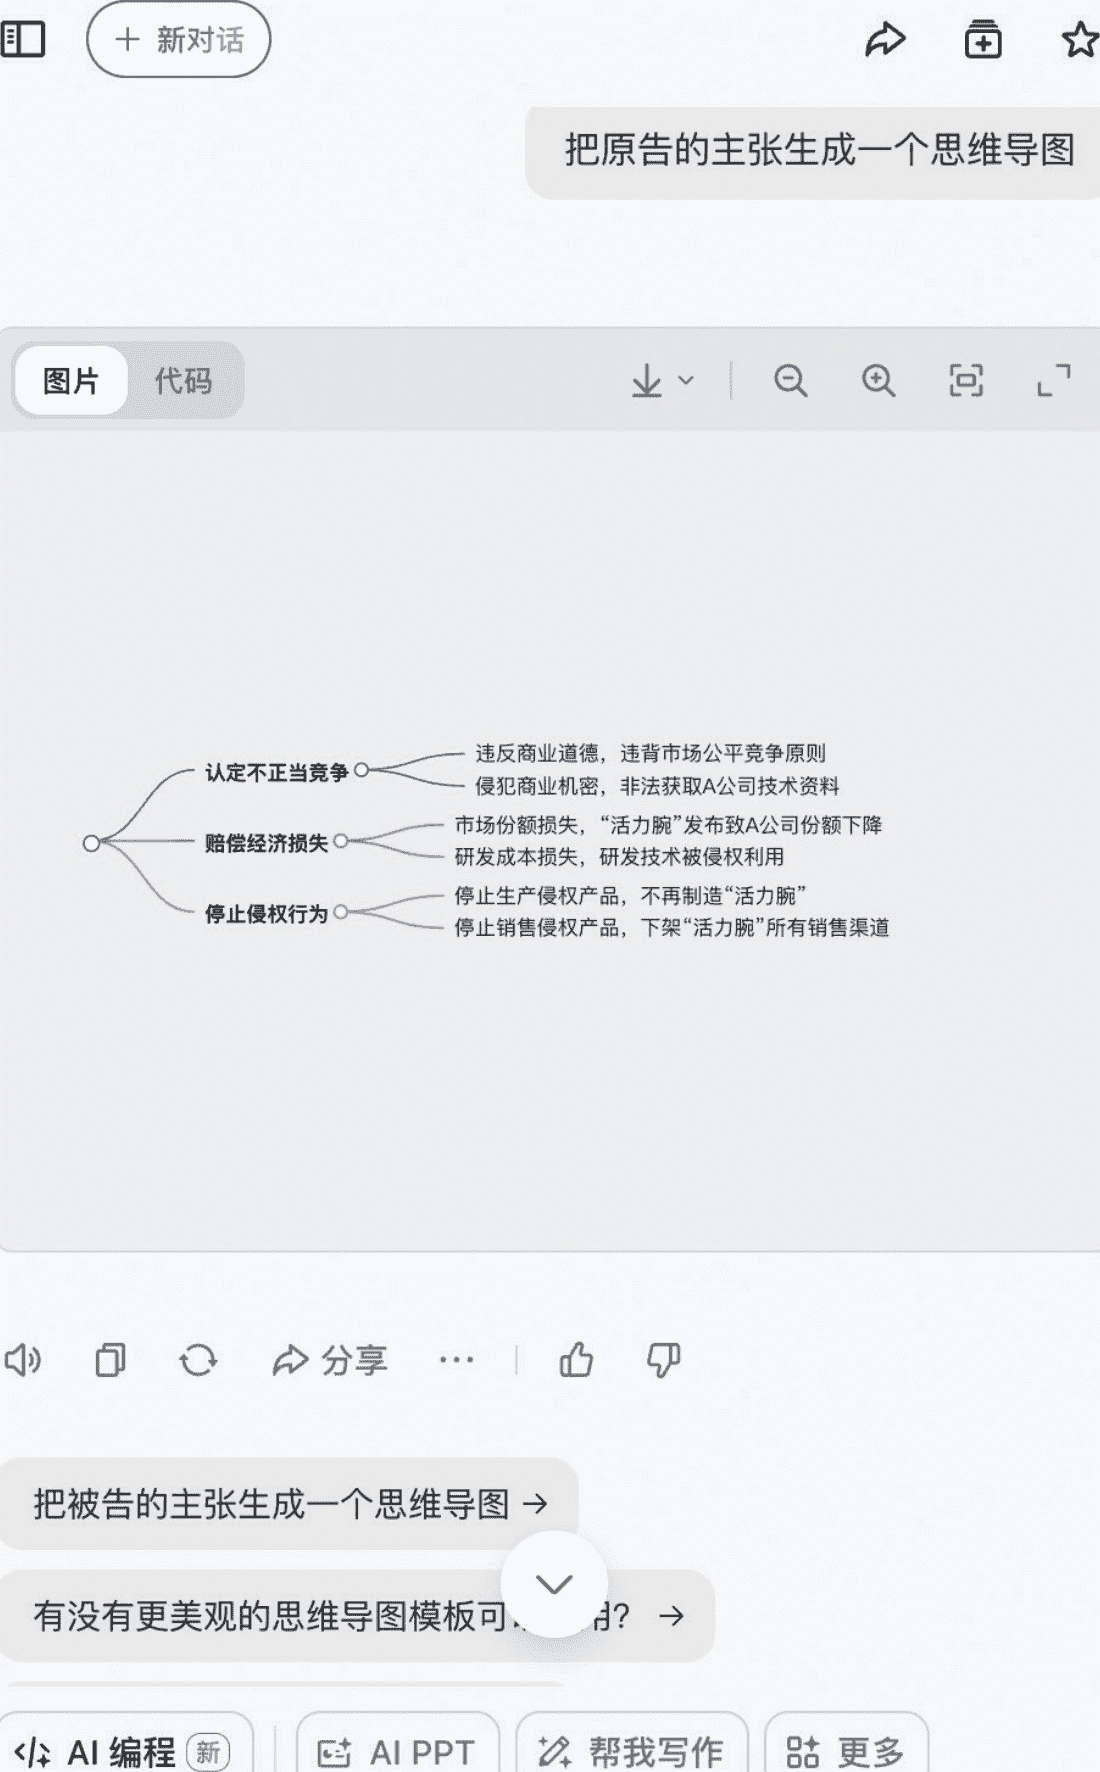 新对话
把原告的主张生成一个思维导图
图片 代码
认定不正当竞争
违反商业道德，违背市场公平竞争原则
侵犯商业机密，非法获取A公司技术资料
赔偿经济损失
市场份额损失，“活力腕”发布致A公司份额下降
研发成本损失，研发技术被侵权利用
停止侵权行为
停止生产侵权产品，不再制造“活力腕”
停止销售侵权产品，下架“活力腕”所有销售渠道
分享
把被告的主张生成一个思维导图 →
有没有更美观的思维导图模板可 用？ →
AI 编程 新 AI PPT 帮我写作 更多